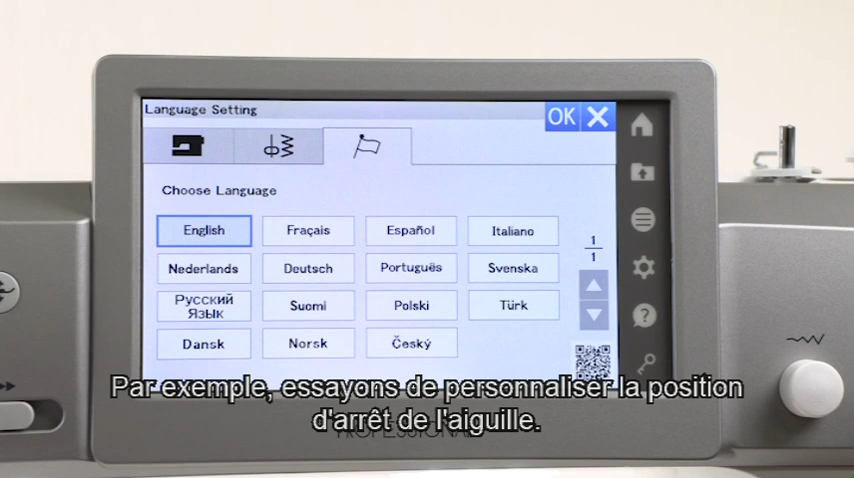 Language Setting
OK
Choose Language
English Fraçais Español Italiano
1
1
Nederlands Deutsch Português Svenska
Русский
Язык
Suomi Polski Türk
Dansk Norsk Český
Par exemple, essayons de personnaliser la position
d'arrêt de l'aiguille.